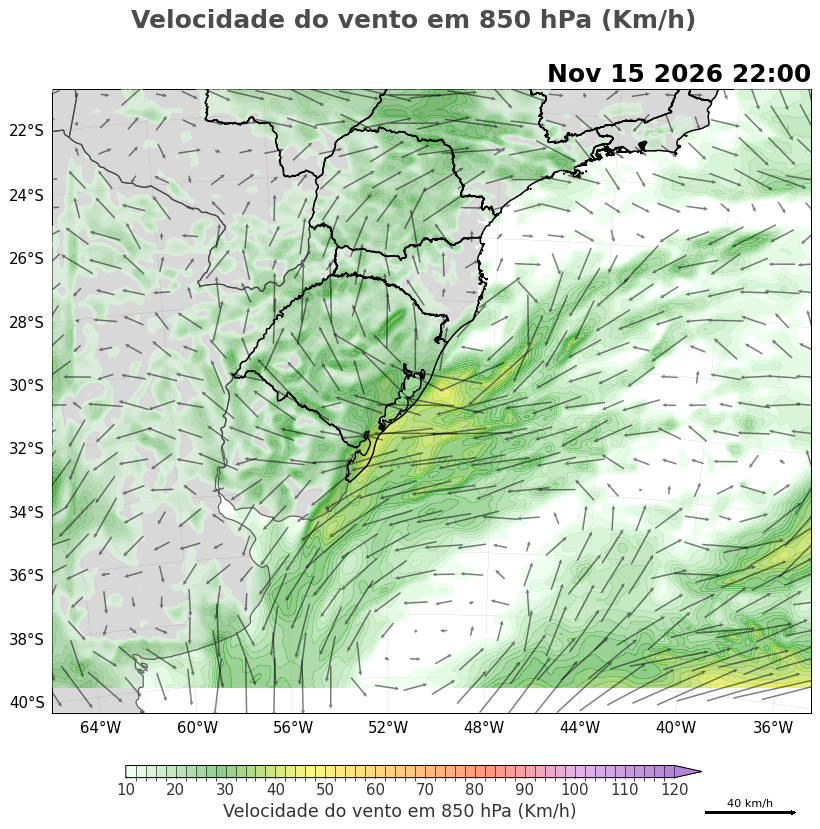 Velocidade do vento em 850 hPa (Km/h)
Nov 15 2026 22:00
22°S
24°S
26°S
28°S
30°S
32°S
34°S
36°S
38°S
40°S
64°W 60°W 56°W 52°W 48°W 44°W 40°W 36°W
10 20 30 40 50 60 70 80 90 100 110 120
Velocidade do vento em 850 hPa (Km/h)
40 km/h